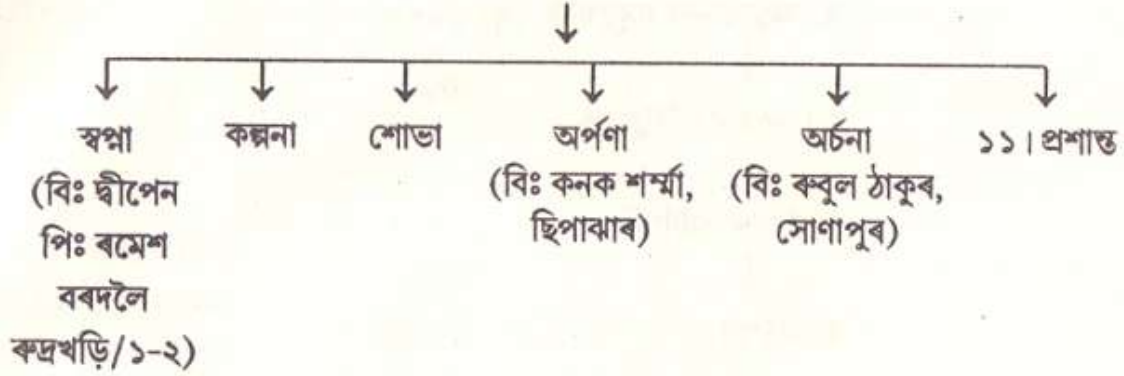 স্বপ্না কল্পনা শোভা অৰ্পণা অৰ্চনা ১১। প্ৰশান্ত
(বিঃ দ্বীপেন (বিঃ কনক শৰ্ম্মা, (বিঃ ৰুবুল ঠাকুৰ,
পিঃ ৰমেশ ছিপাঝাৰ) সোণাপুৰ)
বৰদলৈ
ৰুদ্ৰখড়ি/১-২)